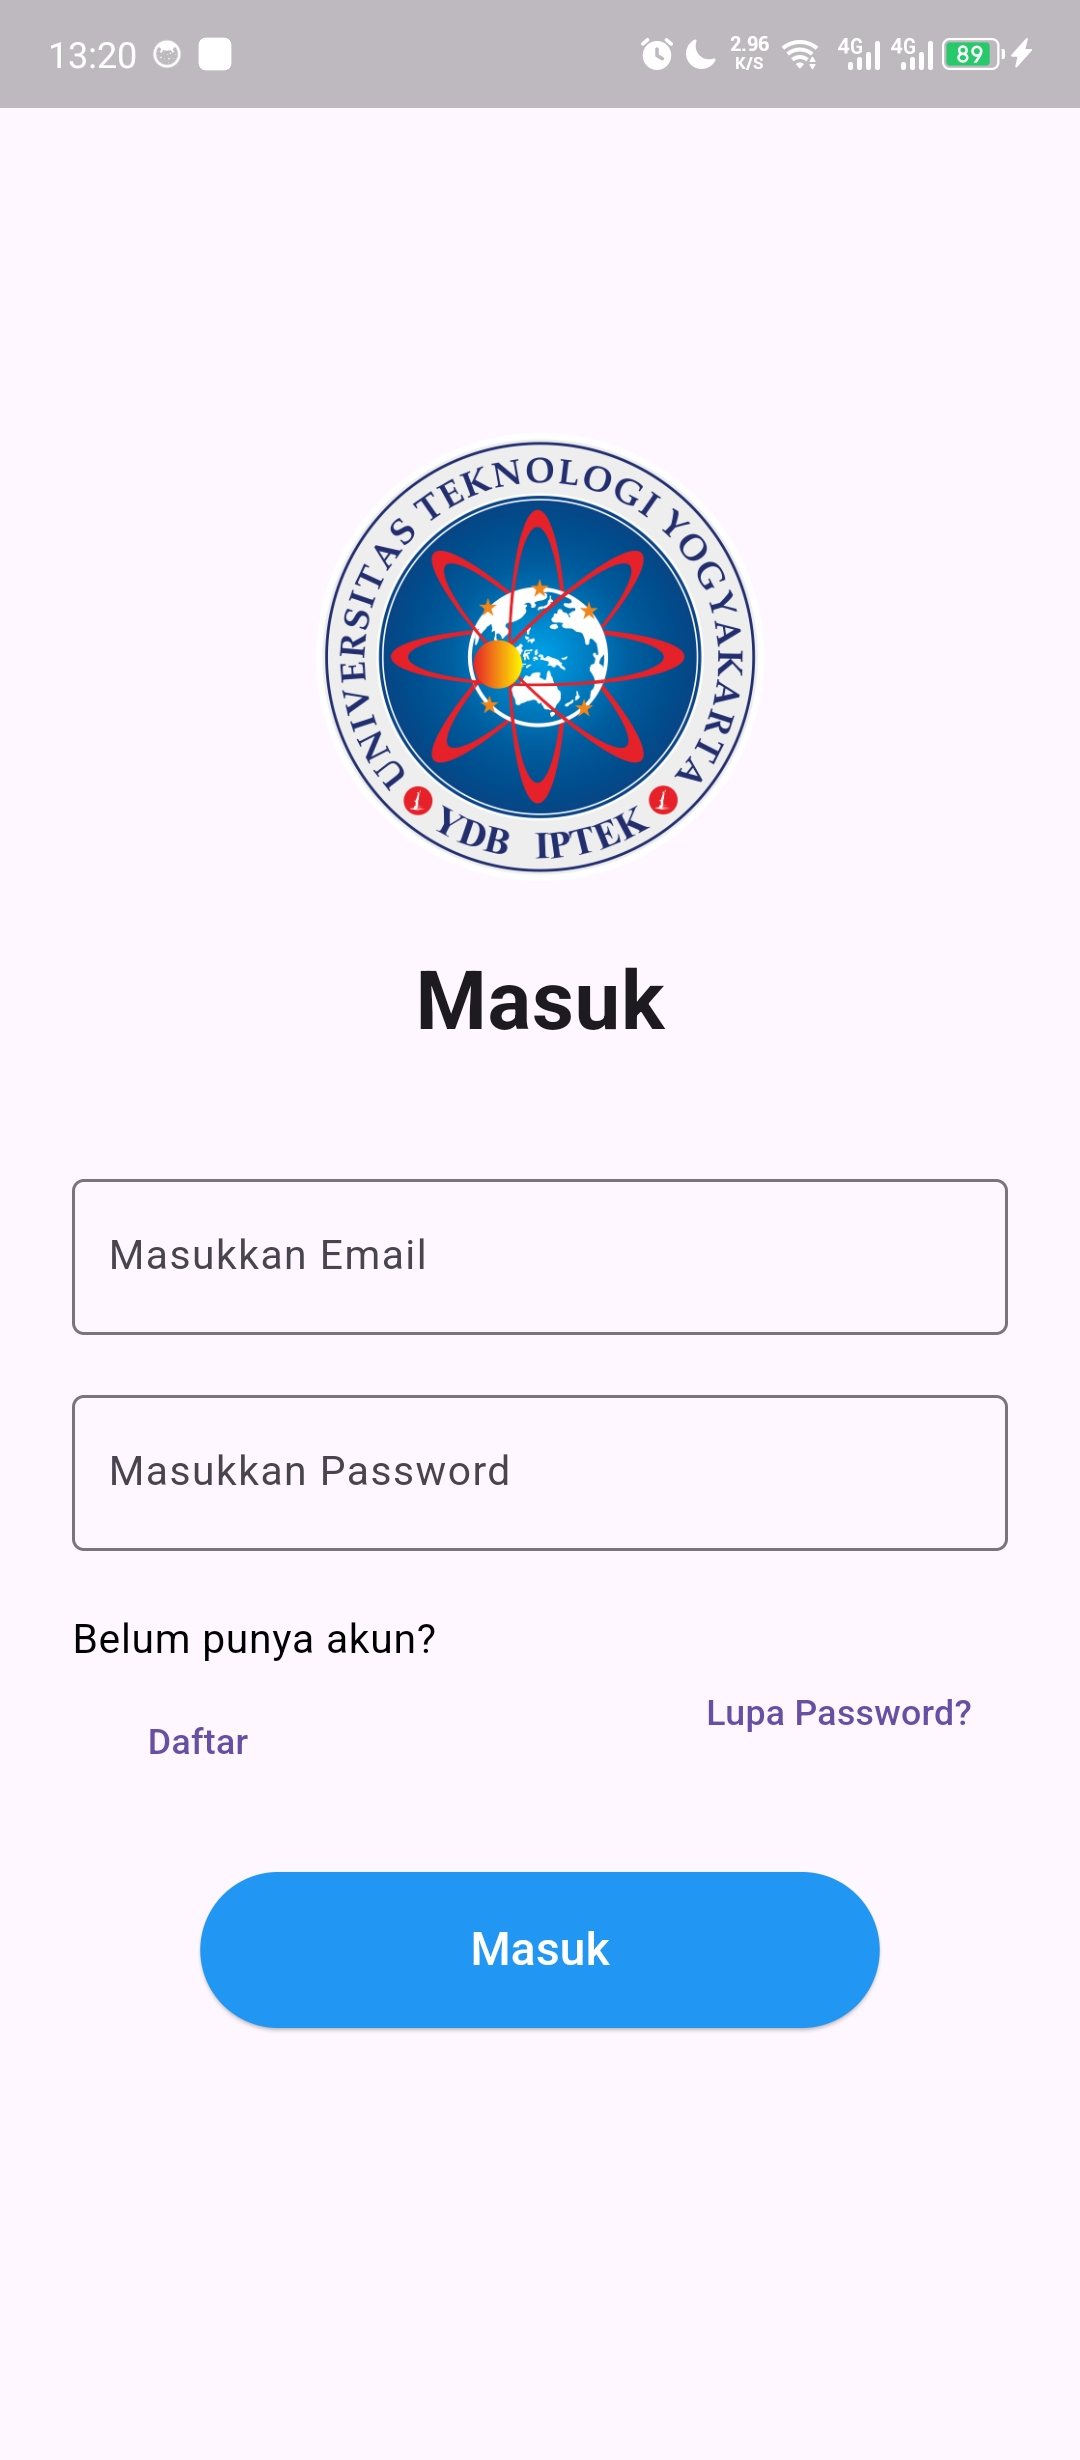 13:20
2.96
K/S
4G
4G
89
UNIVERSITAS TEKNOLOGI YOGYAKARTA
YDB IPTEK
Masuk
Masukkan Email
Masukkan Password
Belum punya akun?
Lupa Password?
Daftar
Masuk